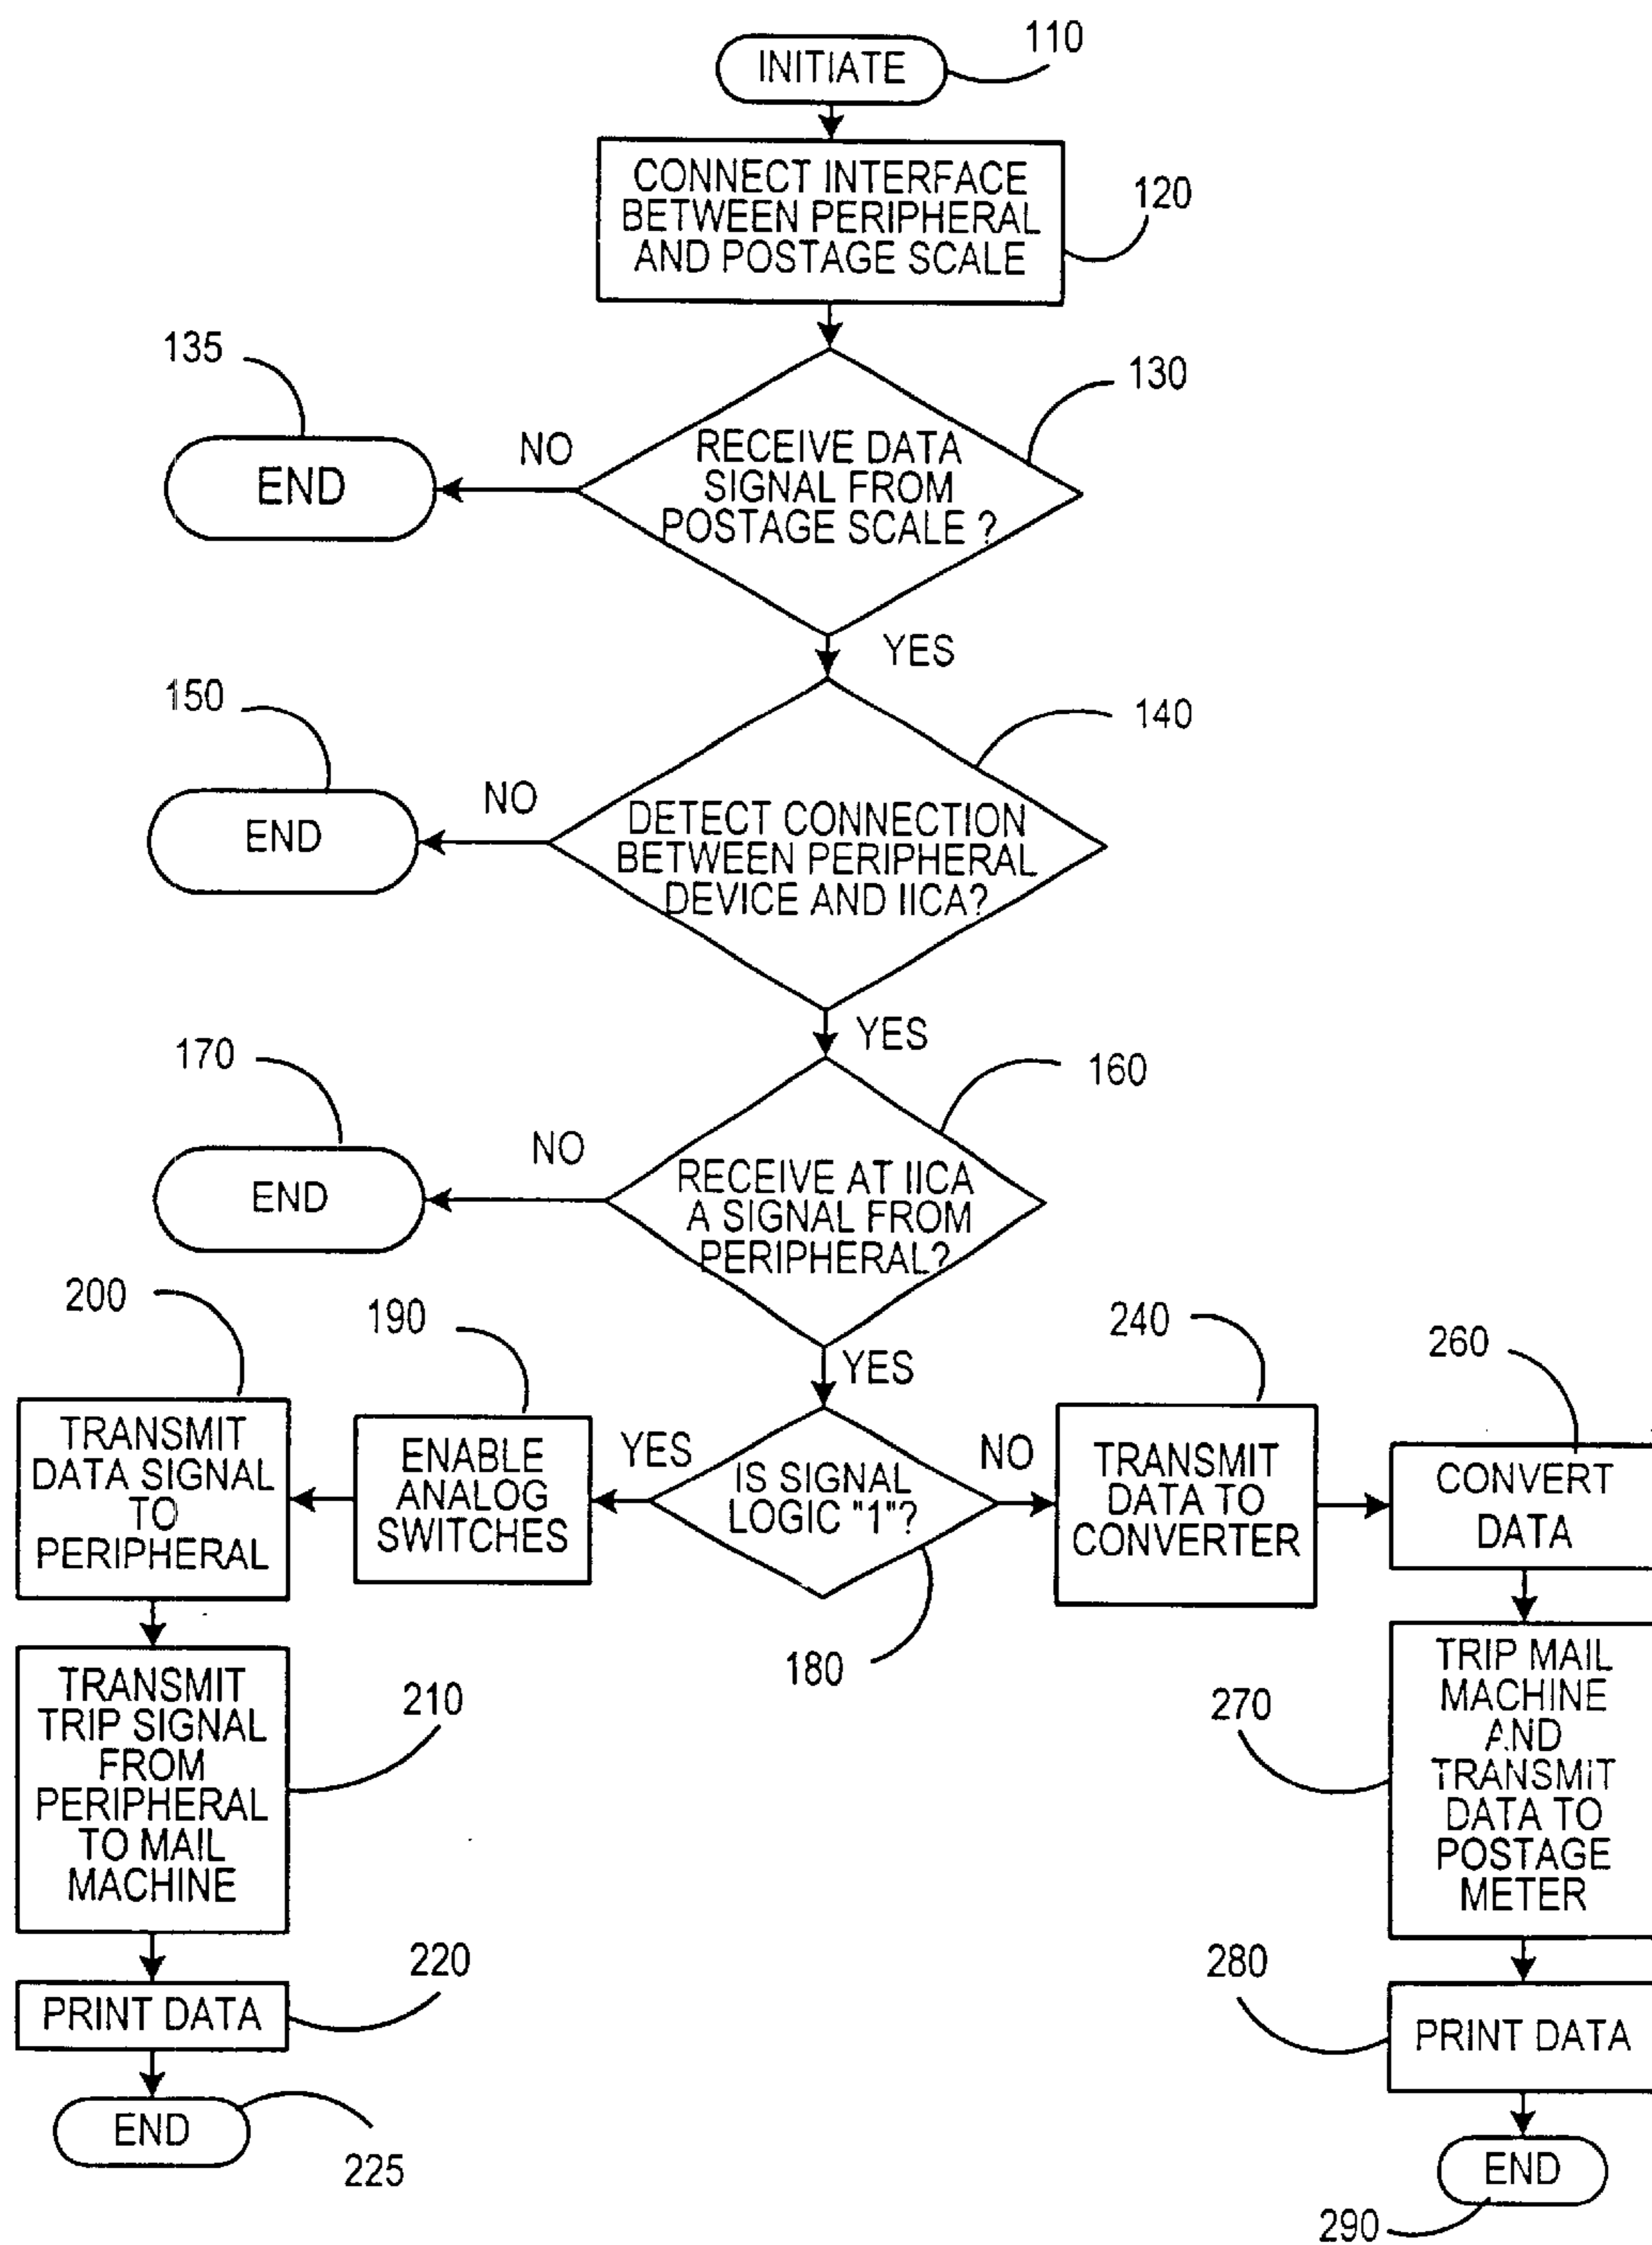 110
INITIATE
CONNECT INTERFACE
BETWEEN PERIPHERAL
AND POSTAGE SCALE
120
135
130
END
NO
RECEIVE DATA
SIGNAL FROM
POSTAGE SCALE ?
YES
150
140
END
NO
DETECT CONNECTION
BETWEEN PERIPHERAL
DEVICE AND IICA?
YES
170
160
END
NO
RECEIVE AT IICA
A SIGNAL FROM
PERIPHERAL?
YES
200
190
240
260
TRANSMIT
DATA SIGNAL
TO
PERIPHERAL
ENABLE
ANALOG
SWITCHES
YES
IS SIGNAL
LOGIC "1"?
NO
TRANSMIT
DATA TO
CONVERTER
CONVERT
DATA
180
TRANSMIT
TRIP SIGNAL
FROM
PERIPHERAL
TO MAIL
MACHINE
210
270
TRIP MAIL
MACHINE
AND
TRANSMIT
DATA TO
POSTAGE
METER
220
PRINT DATA
280
PRINT DATA
END
225
END
290